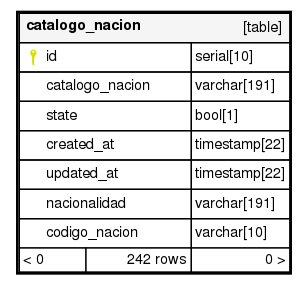 catalogo_nacion [table]
id serial[10]
catalogo_nacion varchar[191]
state bool[1]
created_at timestamp[22]
updated_at timestamp[22]
nacionalidad varchar[191]
codigo_nacion varchar[10]
< 0 242 rows 0 >